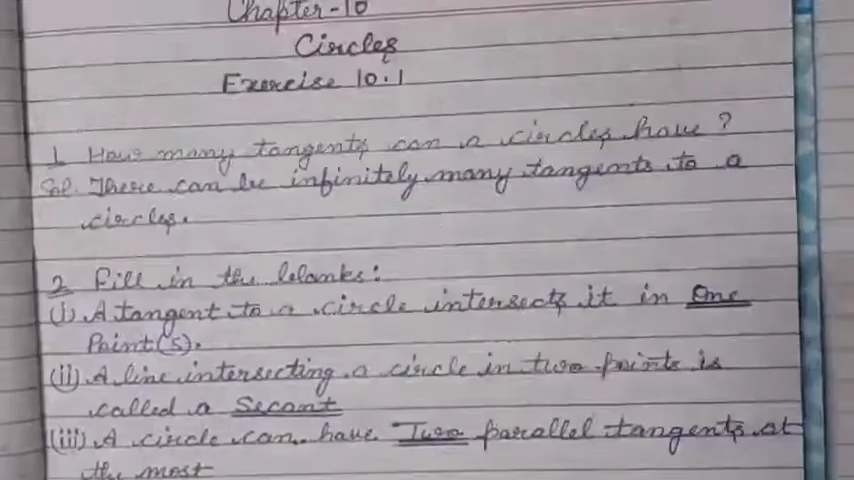 Chapter-10
Circles
Exercise 10.1
1. How many tangents can a circles have?
Sol. There can be infinitely many tangents to a
circles.
2. Fill in the blanks:
(i) A tangent to a circle intersects it in One
Point(s).
(ii) A line intersecting a circle in two points is
called a Secant
(iii) A circle can have Two parallel tangents at
the most